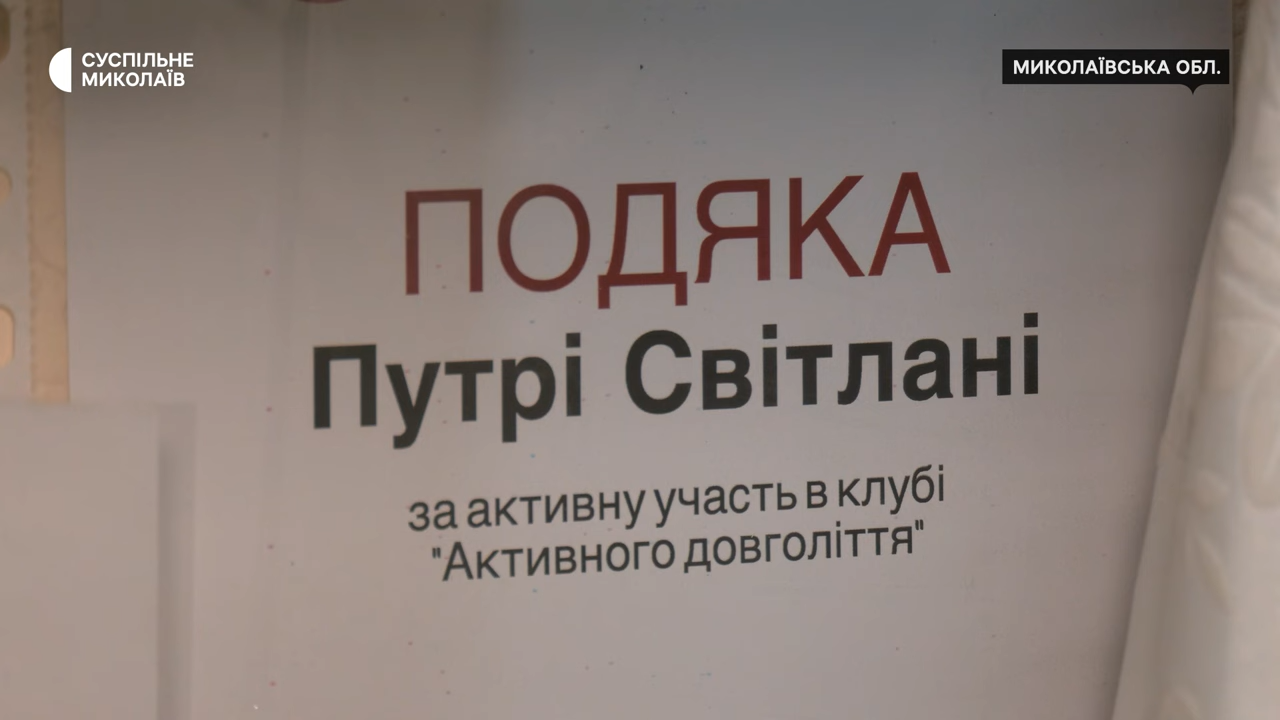 СУСПІЛЬНЕ
МИКОЛАЇВ
МИКОЛАЇВСЬКА ОБЛ.
ПОДЯКА
Путрі Світлані
за активну участь в клубі
"Активного довголіття"